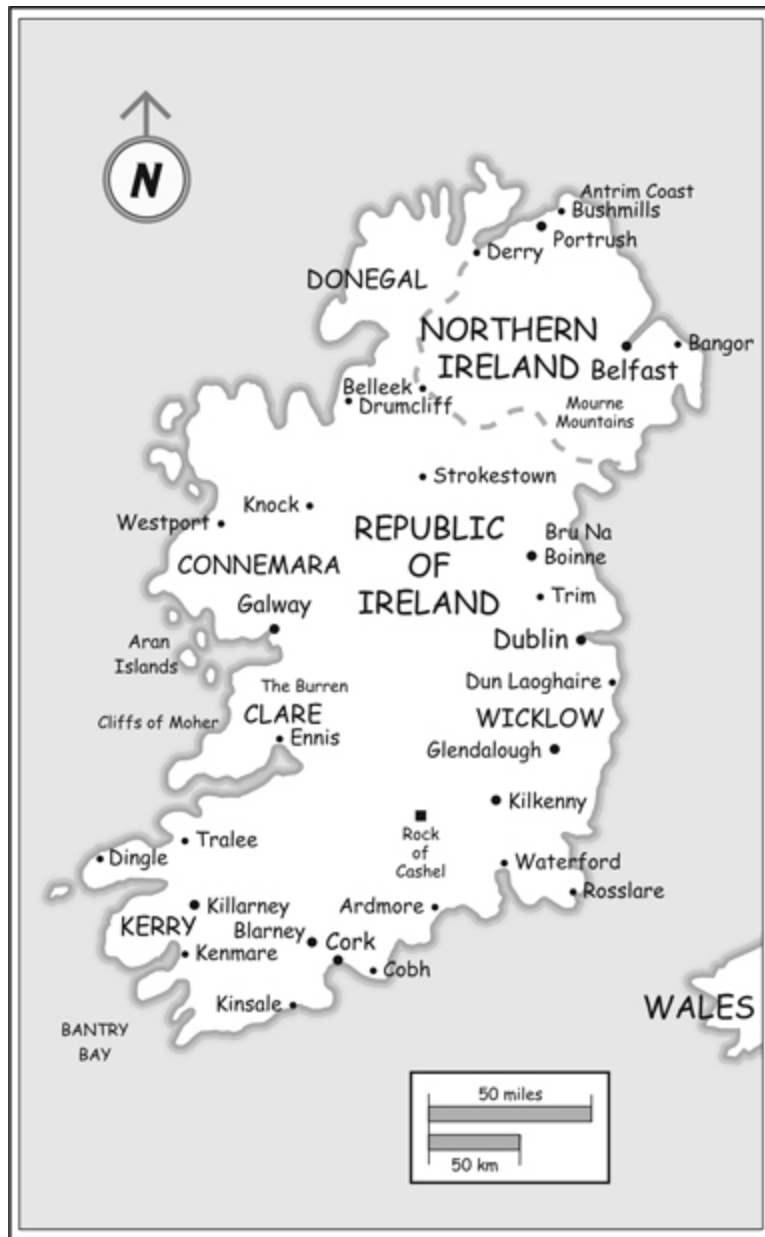 N
Antrim Coast
Bushmills
Portrush
Derry
DONEGAL
NORTHERN
IRELAND
Belfast
Bangor
Belleek
Drumcliff
Mourne
Mountains
Strokestown
Knock
Westport
REPUBLIC
OF
IRELAND
Bru Na
Boinne
CONNEMARA
Trim
Galway
Dublin
Aran
Islands
Dun Laoghaire
The Burren
CLARE
WICKLOW
Cliffs of Moher
Ennis
Glendalough
Kilkenny
Rock
of
Cashel
Tralee
Dingle
Waterford
Rosslare
Killarney
Ardmore
KERRY
Blarney
Cork
Kenmare
Cobh
Kinsale
WALES
BANTRY
BAY
50 miles
50 km